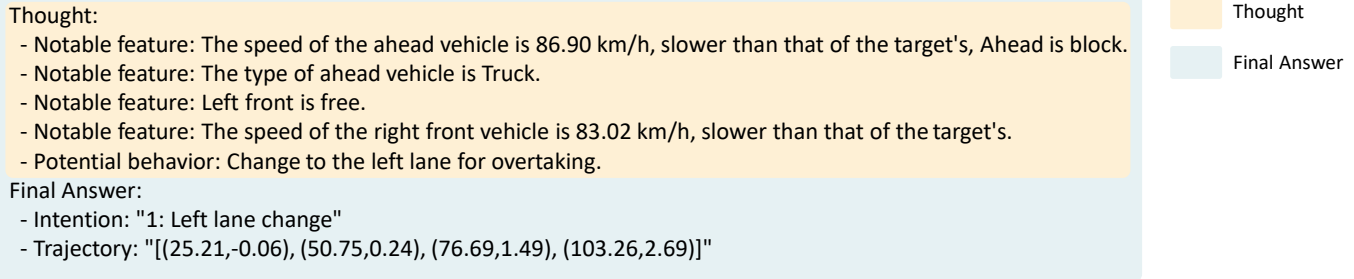 Thought:
- Notable feature: The speed of the ahead vehicle is 86.90 km/h, slower than that of the target's, Ahead is block.
- Notable feature: The type of ahead vehicle is Truck.
- Notable feature: Left front is free.
- Notable feature: The speed of the right front vehicle is 83.02 km/h, slower than that of the target's.
- Potential behavior: Change to the left lane for overtaking.
Final Answer:
- Intention: "1: Left lane change"
- Trajectory: "[(25.21,-0.06), (50.75,0.24), (76.69,1.49), (103.26,2.69)]"
Thought
Final Answer